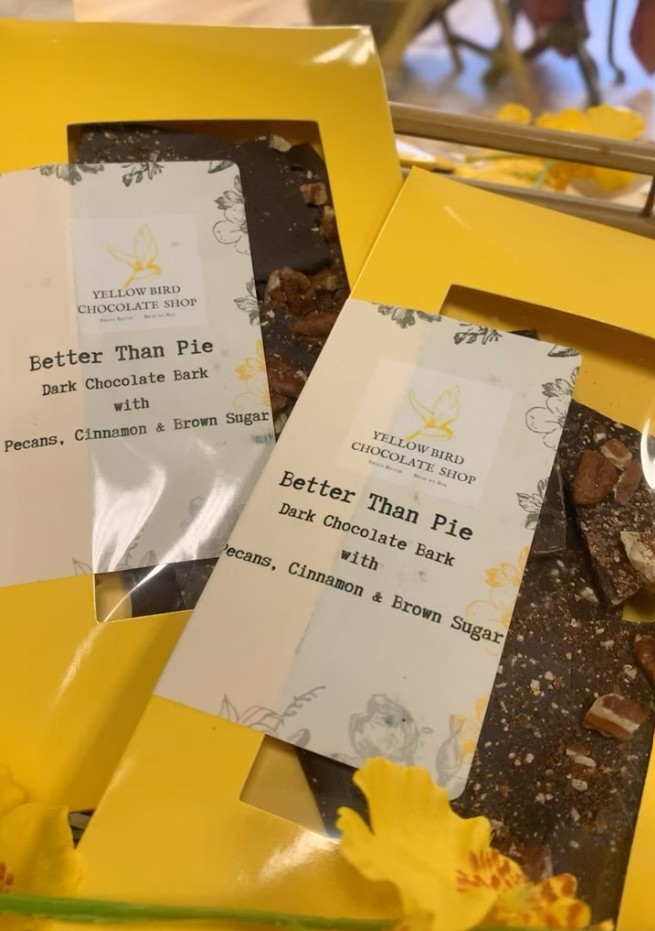 YELLOW BIRD
CHOCOLATE SHOP
Better Than Pie
Dark Chocolate Bark
with
Pecans, Cinnamon & Brown Sugar
YELLOW BIRD
CHOCOLATE SHOP
Better Than Pie
Dark Chocolate Bark
with
Pecans, Cinnamon & Brown Sugar